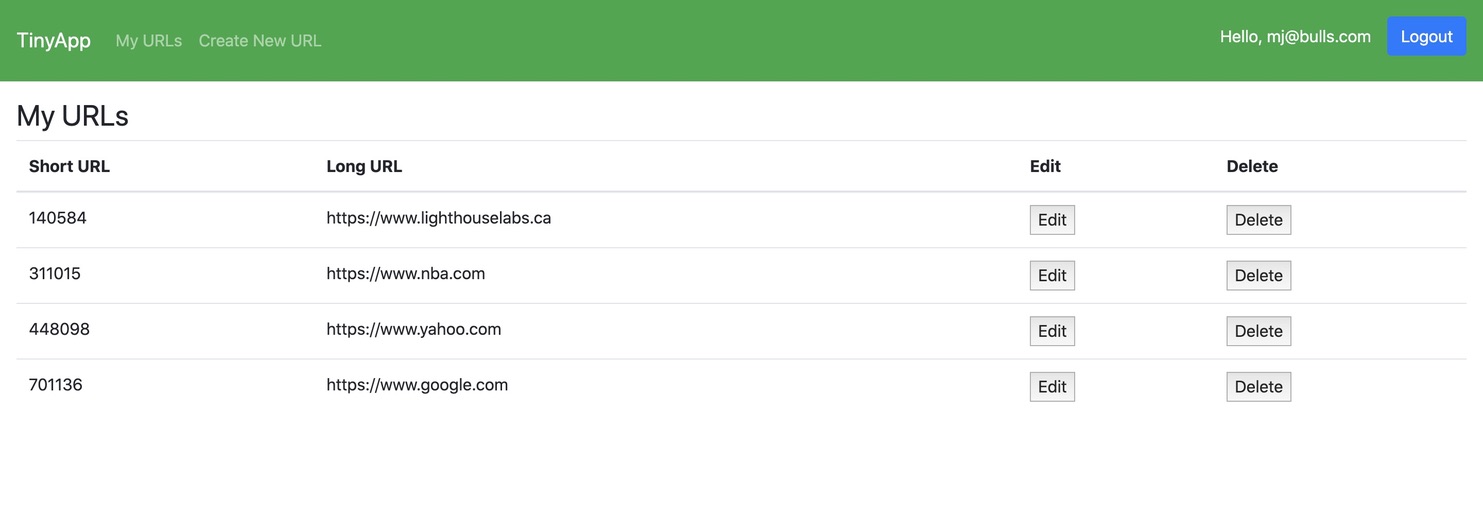 TinyApp My URLs Create New URL Hello, mj@bulls.com Logout
My URLs
Short URL Long URL Edit Delete
140584 https://www.lighthouselabs.ca Edit Delete
311015 https://www.nba.com Edit Delete
448098 https://www.yahoo.com Edit Delete
701136 https://www.google.com Edit Delete